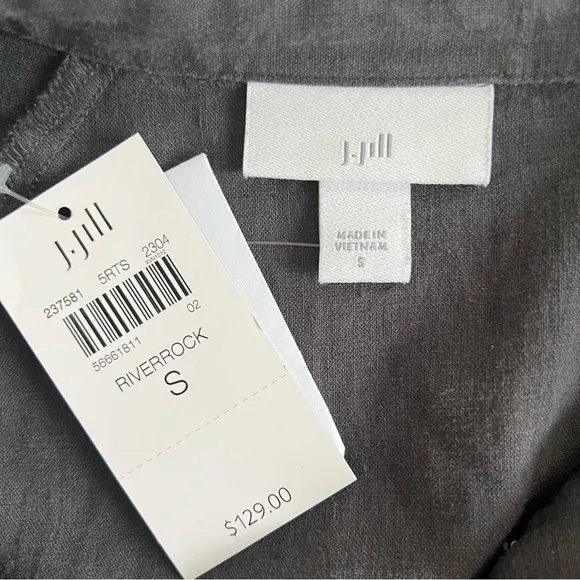 J.Jill
MADE IN
VIETNAM
S
J.Jill
237581 5RTS 2304
56661811 02
RIVERROCK
S
$129.00